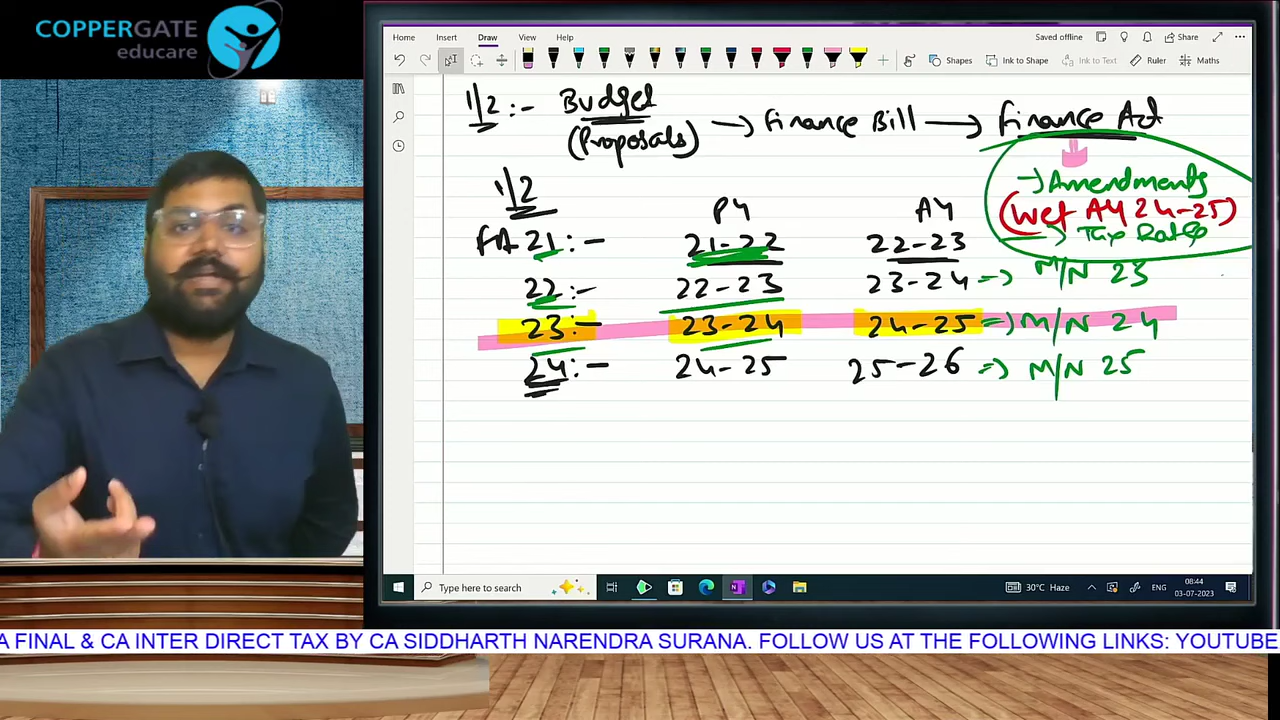 COPPERGATE
educare
Home Insert Draw View Help
Saved offline
Share
Shapes
Ink to Shape
Ink to Text
Ruler
Maths
1/2 :- Budget
(Proposals) → Finance Bill → Finance Act
→ Amendments
(wef AY 24-25)
→ Tax Rates
1/2
PY AY
FA 21 :- 21-22 22-23
22 :- 22-23 23-24 => M/N 23
23 :- 23-24 24-25 => M/N 24
24 :- 24-25 25-26 => M/N 25
Type here to search
30°C Haze
ENG
08:44
03-07-2023
A FINAL & CA INTER DIRECT TAX BY CA SIDDHARTH NARENDRA SURANA. FOLLOW US AT THE FOLLOWING LINKS: YOUTUBE